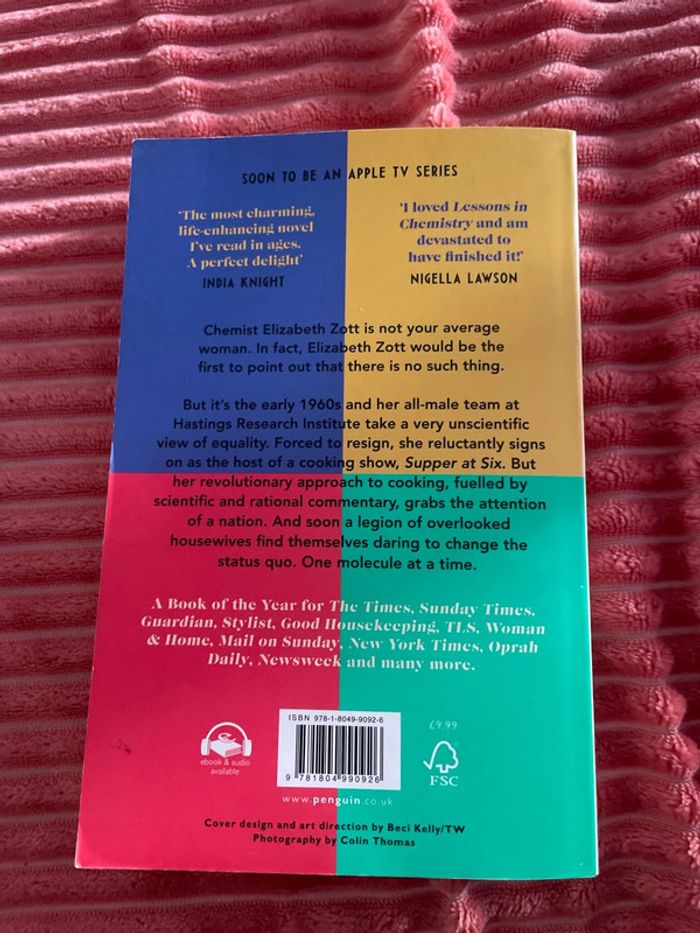 SOON TO BE AN APPLE TV SERIES
‘The most charming,
life-enhancing novel
I’ve read in ages.
A perfect delight’
INDIA KNIGHT
‘I loved Lessons in
Chemistry and am
devastated to
have finished it!’
NIGELLA LAWSON
Chemist Elizabeth Zott is not your average
woman. In fact, Elizabeth Zott would be the
first to point out that there is no such thing.
But it’s the early 1960s and her all-male team at
Hastings Research Institute take a very unscientific
view of equality. Forced to resign, she reluctantly signs
on as the host of a cooking show, Supper at Six. But
her revolutionary approach to cooking, fuelled by
scientific and rational commentary, grabs the attention
of a nation. And soon a legion of overlooked
housewives find themselves daring to change the
status quo. One molecule at a time.
A Book of the Year for The Times, Sunday Times,
Guardian, Stylist, Good Housekeeping, TLS, Woman
& Home, Mail on Sunday, New York Times, Oprah
Daily, Newsweek and many more.
ISBN 978-1-8049-9092-6
9 781804 990926
ebook & audio
available
£9.99
FSC
www.penguin.co.uk
Cover design and art direction by Beci Kelly/TW
Photography by Colin Thomas